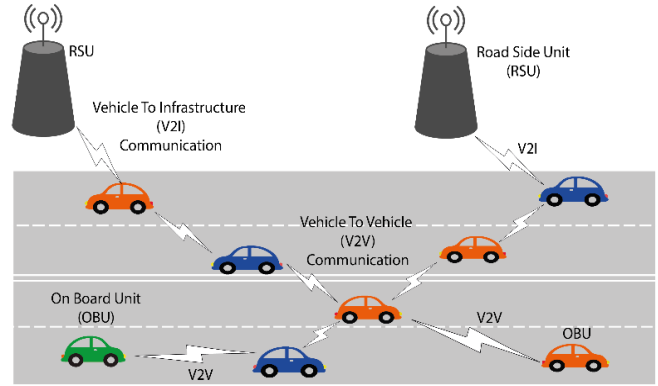 RSU
Road Side Unit
(RSU)
Vehicle To Infrastructure
(V2I)
Communication
V2I
Vehicle To Vehicle
(V2V)
Communication
On Board Unit
(OBU)
V2V
OBU
V2V